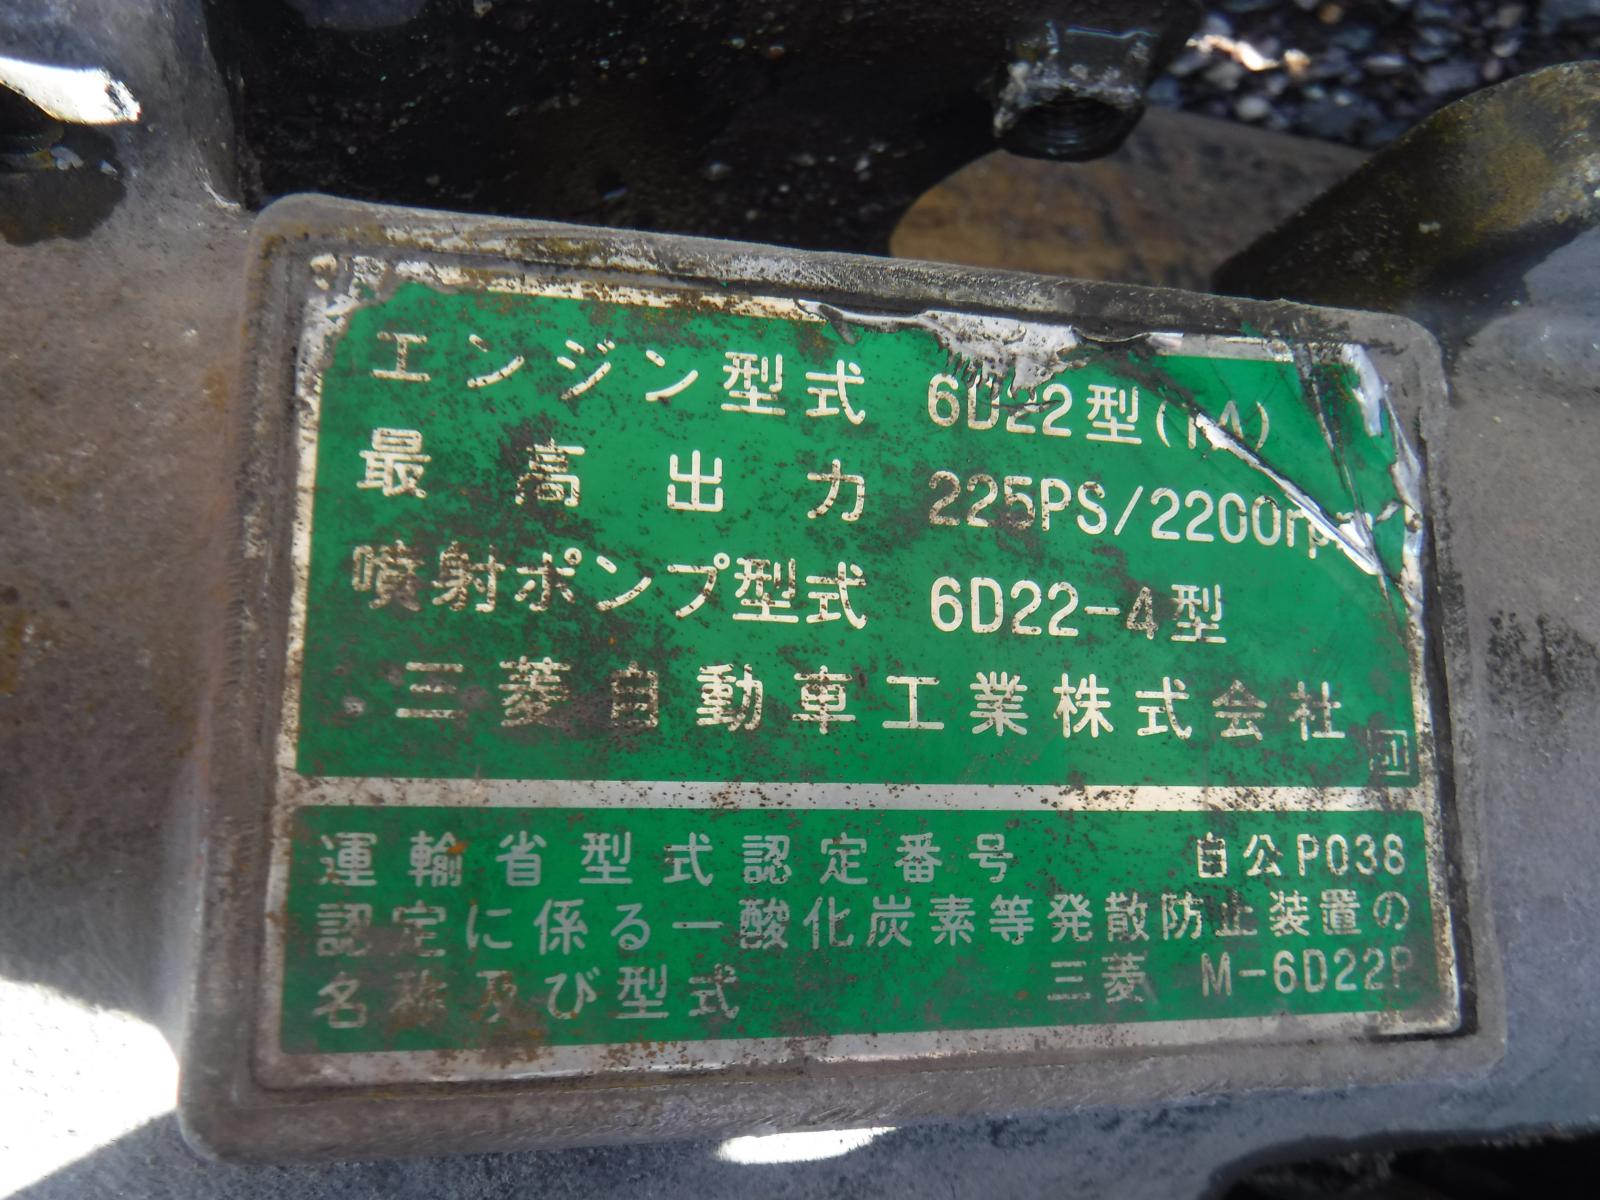 エンジン型式 6D22型(1A)
最高出力 225PS/2200rpm
噴射ポンプ型式 6D22-4型
三菱自動車工業株式会社
運輸省型式認定番号 自公P038
認定に係る一酸化炭素等発散防止装置の
名称及び型式 三菱 M-6D22P